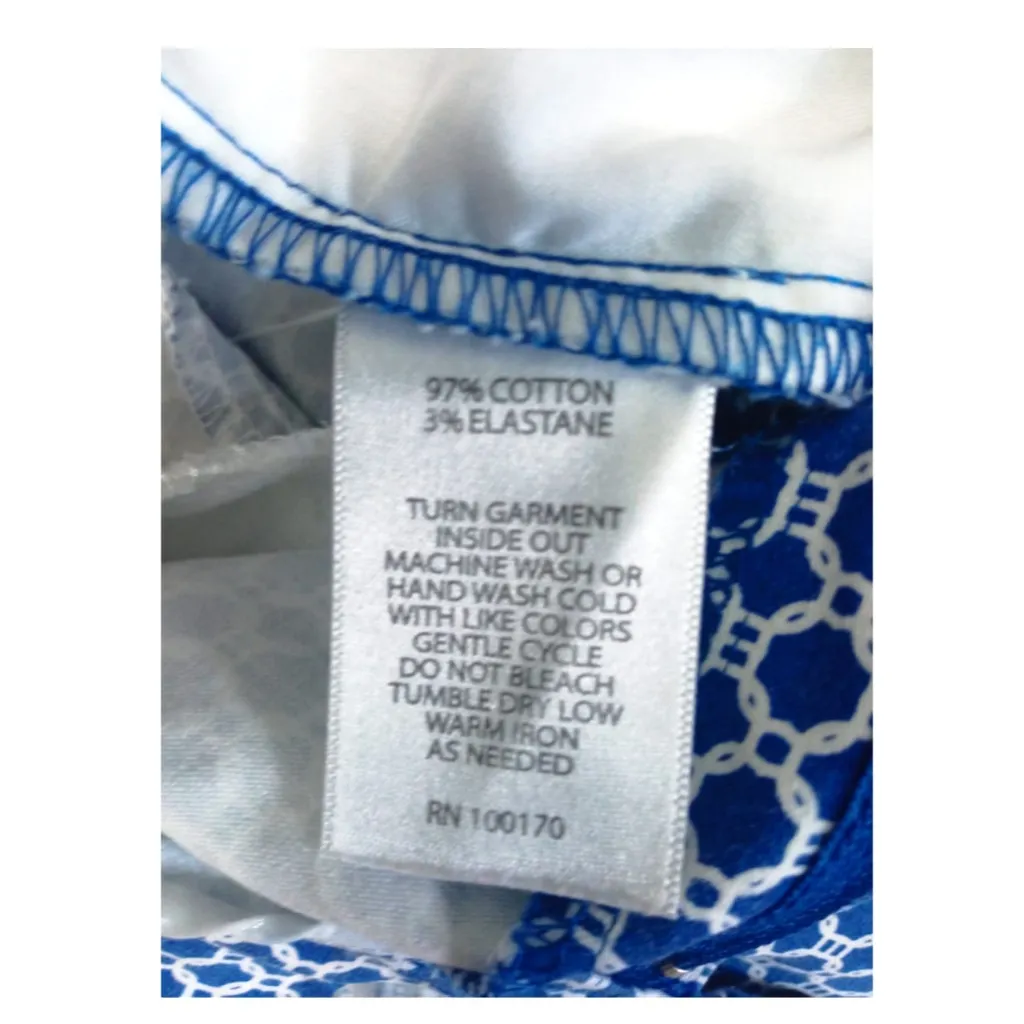 97% COTTON
3% ELASTANE
TURN GARMENT
INSIDE OUT
MACHINE WASH OR
HAND WASH COLD
WITH LIKE COLORS
GENTLE CYCLE
DO NOT BLEACH
TUMBLE DRY LOW
WARM IRON
AS NEEDED
RN 100170